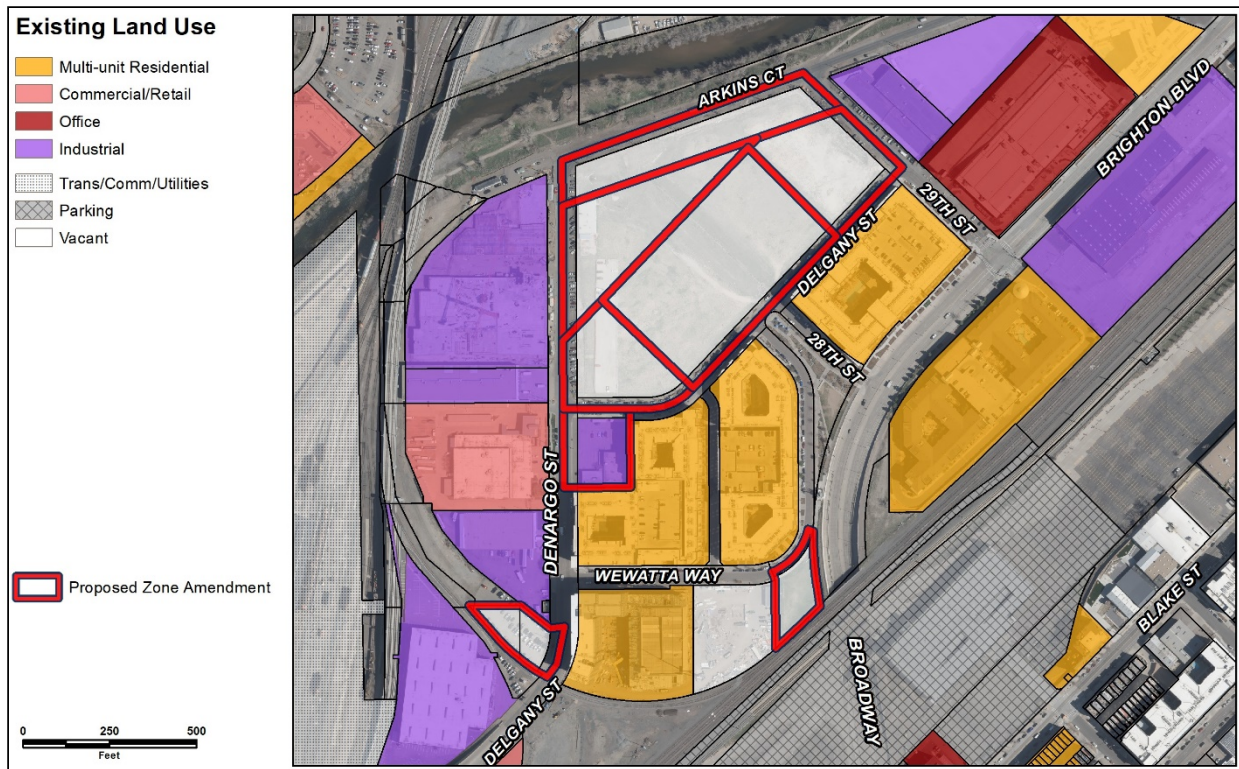 Existing Land Use
Multi-unit Residential
Commercial/Retail
Office
Industrial
Trans/Comm/Utilities
Parking
Vacant
Proposed Zone Amendment
0 250 500
Feet
ARKINS CT
BRIGHTON BLVD
29TH ST
DELGANY ST
28TH ST
DENARGO ST
WEWATTA WAY
BLAKE ST
BROADWAY
DELGANY ST